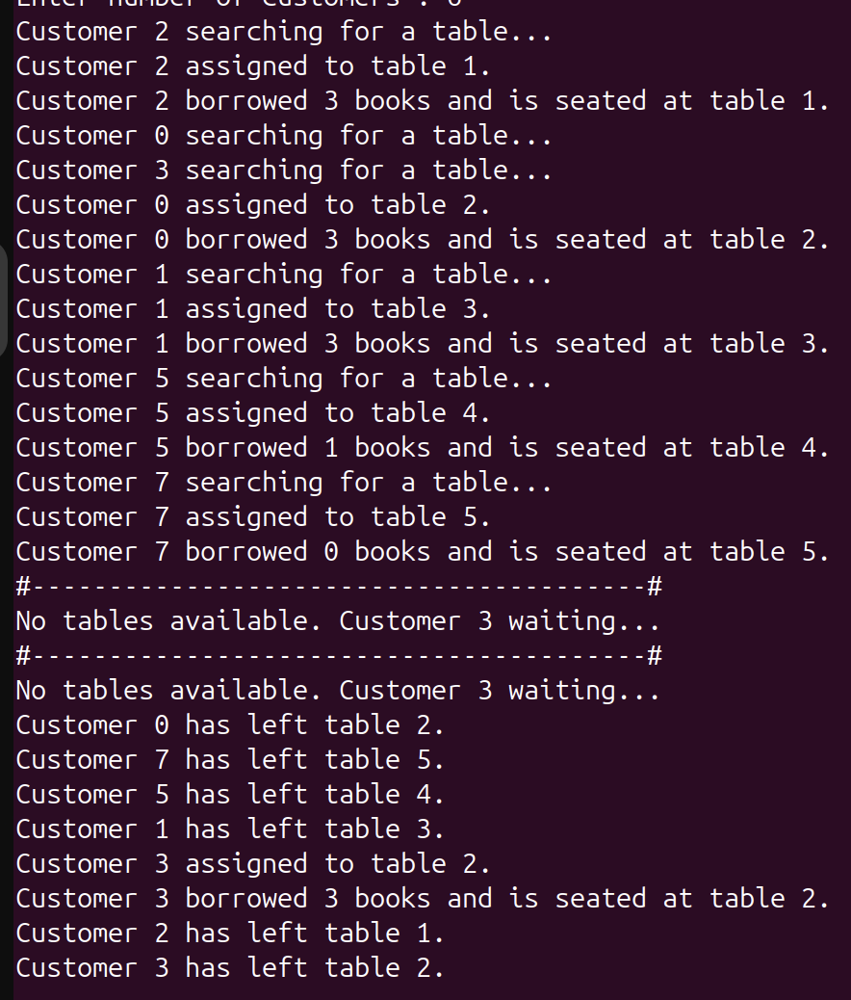 Enter number of customers :
Customer 2 searching for a table...
Customer 2 assigned to table 1.
Customer 2 borrowed 3 books and is seated at table 1.
Customer 0 searching for a table...
Customer 3 searching for a table...
Customer 0 assigned to table 2.
Customer 0 borrowed 3 books and is seated at table 2.
Customer 1 searching for a table...
Customer 1 assigned to table 3.
Customer 1 borrowed 3 books and is seated at table 3.
Customer 5 searching for a table...
Customer 5 assigned to table 4.
Customer 5 borrowed 1 books and is seated at table 4.
Customer 7 searching for a table...
Customer 7 assigned to table 5.
Customer 7 borrowed 0 books and is seated at table 5.
#----------------------------------------#
No tables available. Customer 3 waiting...
#----------------------------------------#
No tables available. Customer 3 waiting...
Customer 0 has left table 2.
Customer 7 has left table 5.
Customer 5 has left table 4.
Customer 1 has left table 3.
Customer 3 assigned to table 2.
Customer 3 borrowed 3 books and is seated at table 2.
Customer 2 has left table 1.
Customer 3 has left table 2.